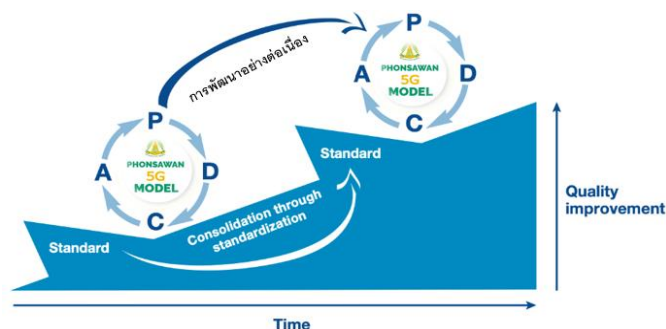 P
A
D
C
PHONSAWAN
5G
MODEL
การพัฒนาอย่างต่อเนื่อง
P
A
D
C
PHONSAWAN
5G
MODEL
Standard
Standard
Consolidation through
standardization
Quality
improvement
Time